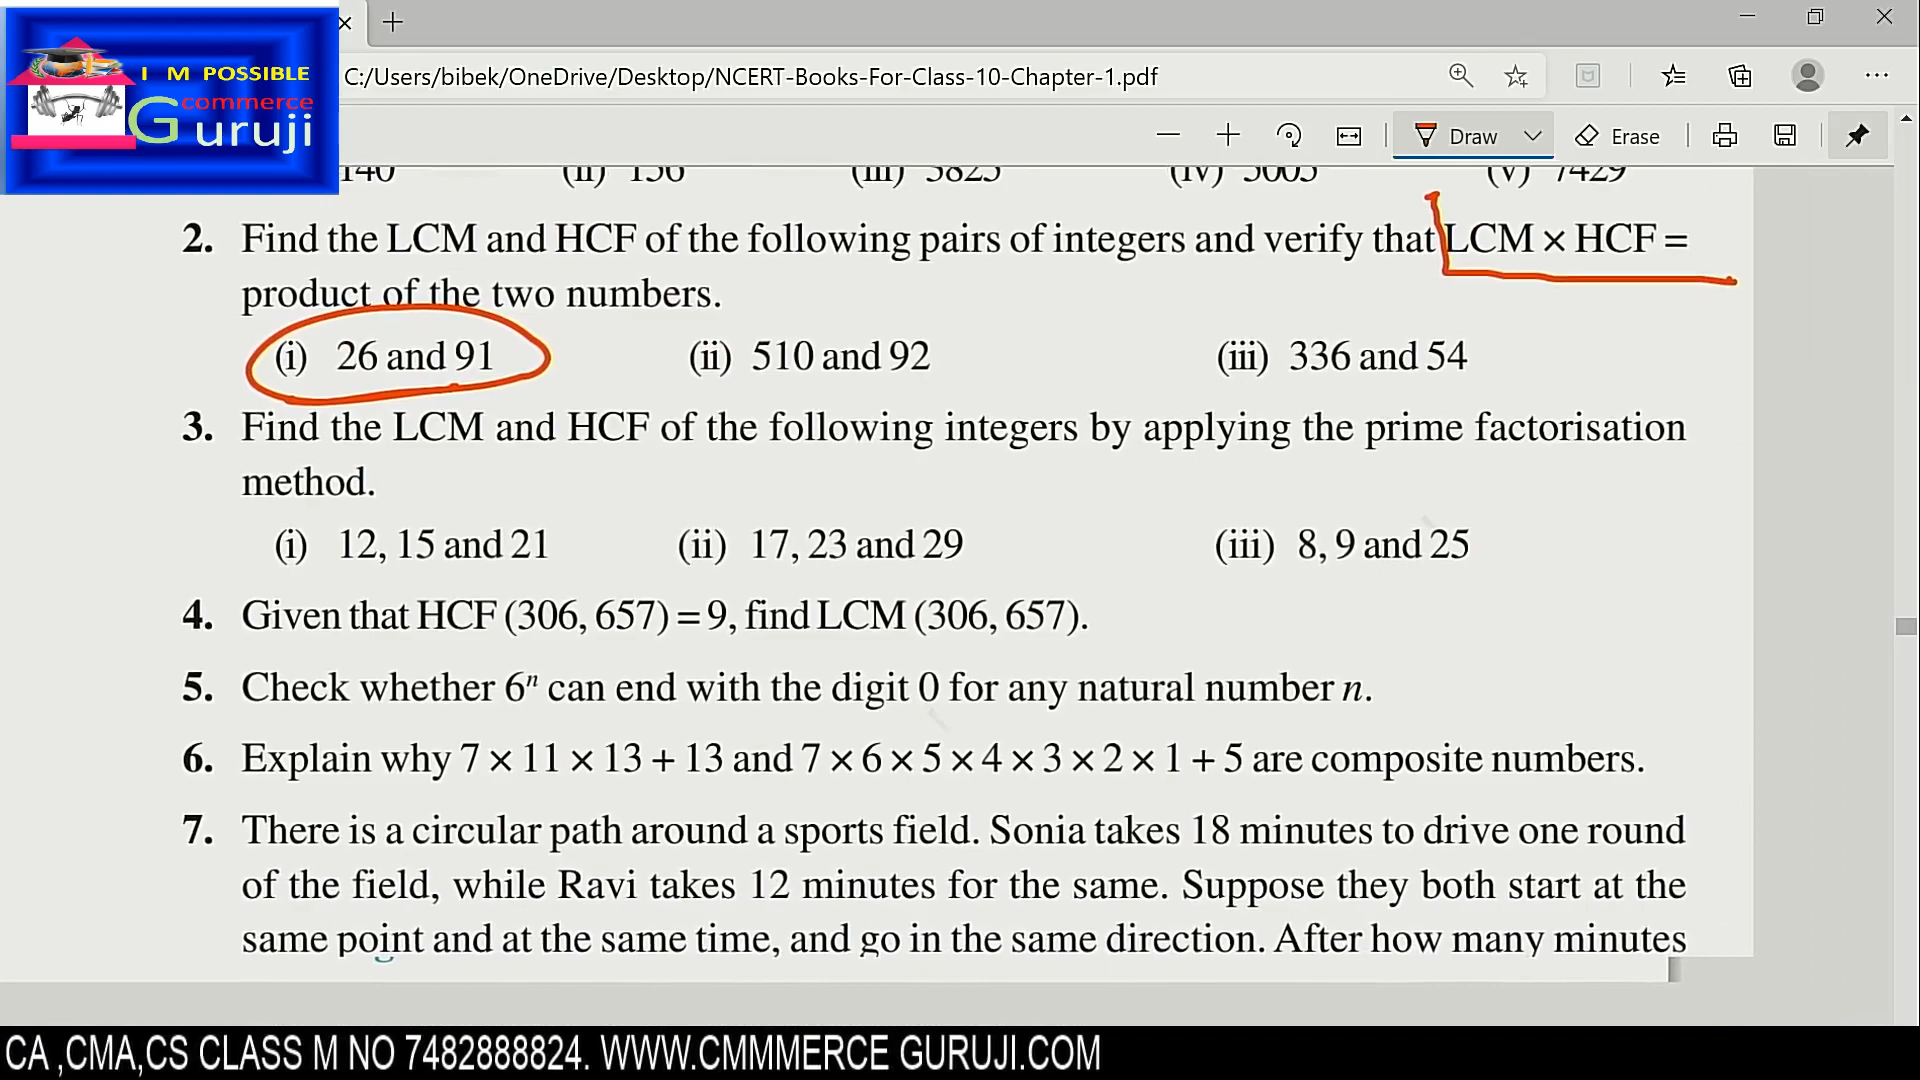 I M POSSIBLE
commerce
Guruji
C:/Users/bibek/OneDrive/Desktop/NCERT-Books-For-Class-10-Chapter-1.pdf
Draw
Erase
140 (ii) 156 (iii) 3825 (iv) 5005 (v) 7429
2. Find the LCM and HCF of the following pairs of integers and verify that LCM × HCF =
product of the two numbers.
(i) 26 and 91 (ii) 510 and 92 (iii) 336 and 54
3. Find the LCM and HCF of the following integers by applying the prime factorisation
method.
(i) 12, 15 and 21 (ii) 17, 23 and 29 (iii) 8, 9 and 25
4. Given that HCF (306, 657) = 9, find LCM (306, 657).
5. Check whether 6ⁿ can end with the digit 0 for any natural number n.
6. Explain why 7 × 11 × 13 + 13 and 7 × 6 × 5 × 4 × 3 × 2 × 1 + 5 are composite numbers.
7. There is a circular path around a sports field. Sonia takes 18 minutes to drive one round
of the field, while Ravi takes 12 minutes for the same. Suppose they both start at the
same point and at the same time, and go in the same direction. After how many minutes
CA ,CMA,CS CLASS M NO 7482888824. WWW.CMMMERCE GURUJI.COM